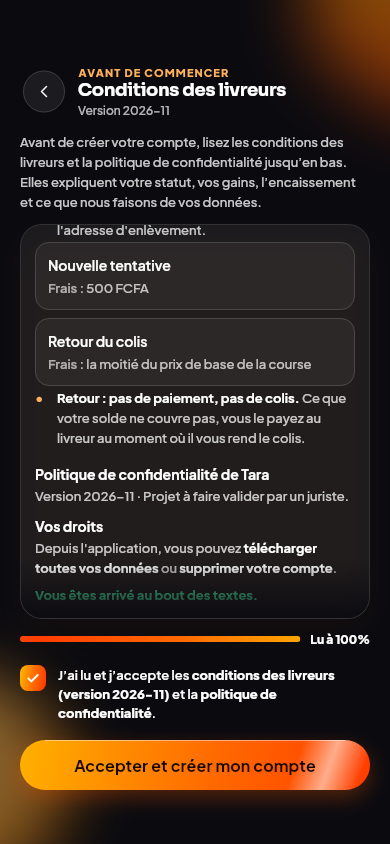 AVANT DE COMMENCER
Conditions des livreurs
Version 2026-11
Avant de créer votre compte, lisez les conditions des
livreurs et la politique de confidentialité jusqu'en bas.
Elles expliquent votre statut, vos gains, l'encaissement
et ce que nous faisons de vos données.
l'adresse d'enlèvement.
Nouvelle tentative
Frais : 500 FCFA
Retour du colis
Frais : la moitié du prix de base de la course
• Retour : pas de paiement, pas de colis. Ce que
votre solde ne couvre pas, vous le payez au
livreur au moment où il vous rend le colis.
Politique de confidentialité de Tara
Version 2026-11 · Projet à faire valider par un juriste.
Vos droits
Depuis l'application, vous pouvez télécharger
toutes vos données ou supprimer votre compte.
Vous êtes arrivé au bout des textes.
Lu à 100%
J'ai lu et j'accepte les conditions des livreurs
(version 2026-11) et la politique de
confidentialité.
Accepter et créer mon compte